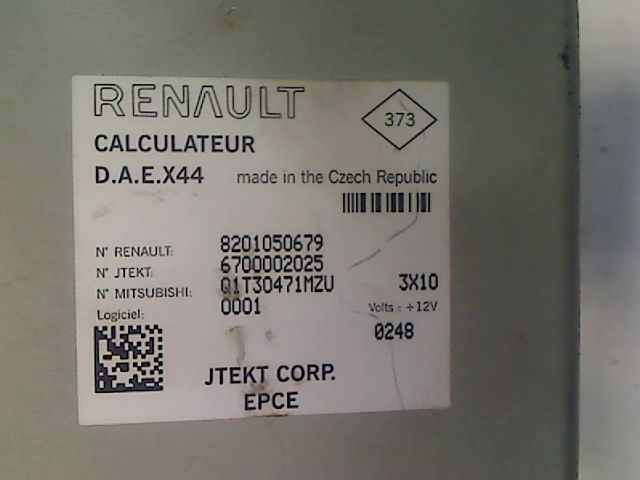 RENAULT
373
CALCULATEUR
D.A.E.X44 made in the Czech Republic
N° RENAULT: 8201050679
N° JTEKT: 6700002025
N° MITSUBISHI: Q1T30471MZU 3X10
Logiciel: 0001 Volts : +12V
0248
JTEKT CORP.
EPCE